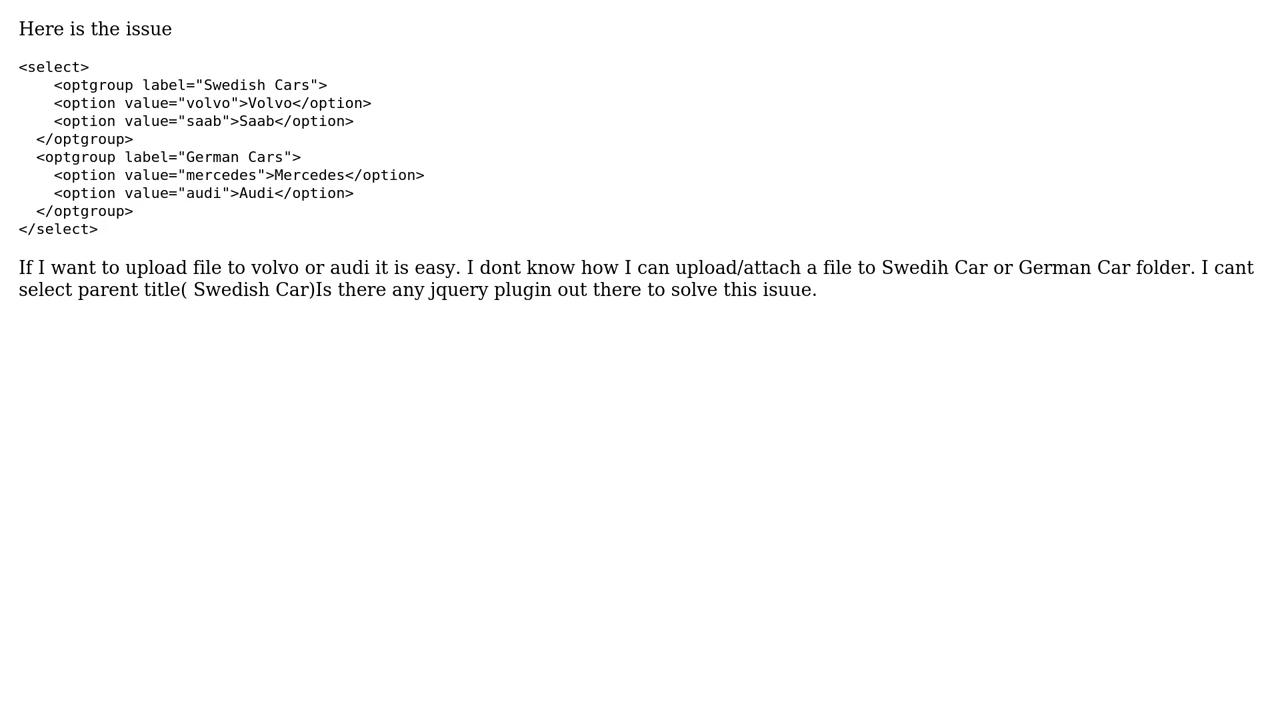 Here is the issue
<select>
    <optgroup label="Swedish Cars">
    <option value="volvo">Volvo</option>
    <option value="saab">Saab</option>
  </optgroup>
  <optgroup label="German Cars">
    <option value="mercedes">Mercedes</option>
    <option value="audi">Audi</option>
  </optgroup>
</select>
If I want to upload file to volvo or audi it is easy. I dont know how I can upload/attach a file to Swedih Car or German Car folder. I cant
select parent title( Swedish Car)Is there any jquery plugin out there to solve this isuue.